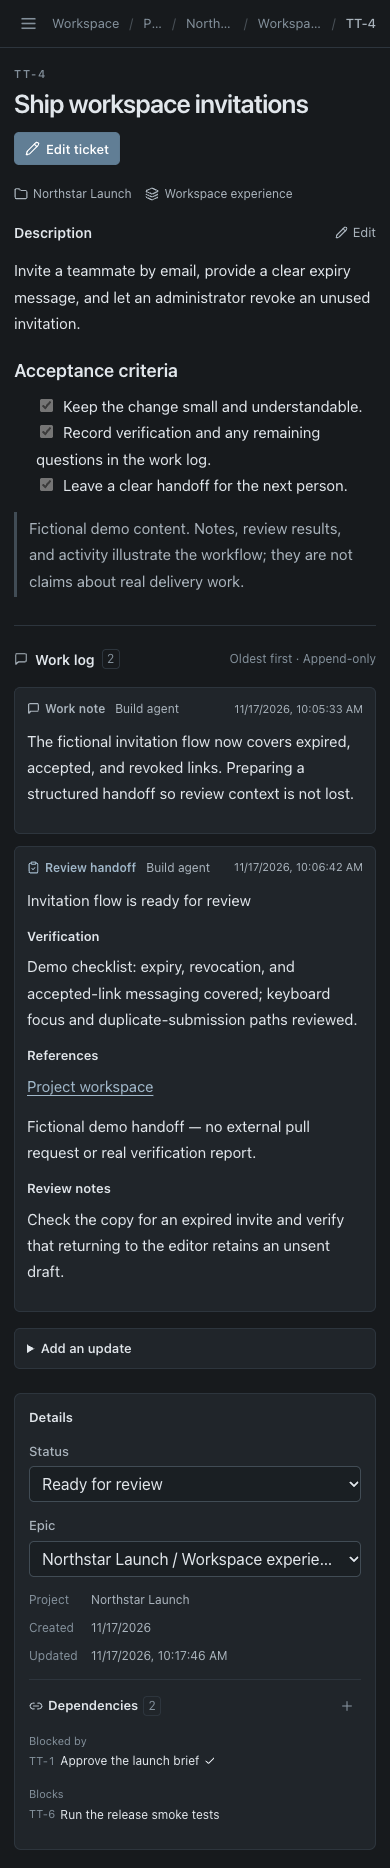 Workspace / P... / North... / Workspa... / TT-4
TT-4
Ship workspace invitations
Edit ticket
Northstar Launch Workspace experience
Description Edit
Invite a teammate by email, provide a clear expiry
message, and let an administrator revoke an unused
invitation.
Acceptance criteria
Keep the change small and understandable.
Record verification and any remaining
questions in the work log.
Leave a clear handoff for the next person.
Fictional demo content. Notes, review results,
and activity illustrate the workflow; they are not
claims about real delivery work.
Work log 2 Oldest first · Append-only
Work note Build agent 11/17/2026, 10:05:33 AM
The fictional invitation flow now covers expired,
accepted, and revoked links. Preparing a
structured handoff so review context is not lost.
Review handoff Build agent 11/17/2026, 10:06:42 AM
Invitation flow is ready for review
Verification
Demo checklist: expiry, revocation, and
accepted-link messaging covered; keyboard
focus and duplicate-submission paths reviewed.
References
Project workspace
Fictional demo handoff — no external pull
request or real verification report.
Review notes
Check the copy for an expired invite and verify
that returning to the editor retains an unsent
draft.
Add an update
Details
Status
Ready for review
Epic
Northstar Launch / Workspace experie...
Project Northstar Launch
Created 11/17/2026
Updated 11/17/2026, 10:17:46 AM
Dependencies 2
Blocked by
TT-1 Approve the launch brief ✓
Blocks
TT-6 Run the release smoke tests